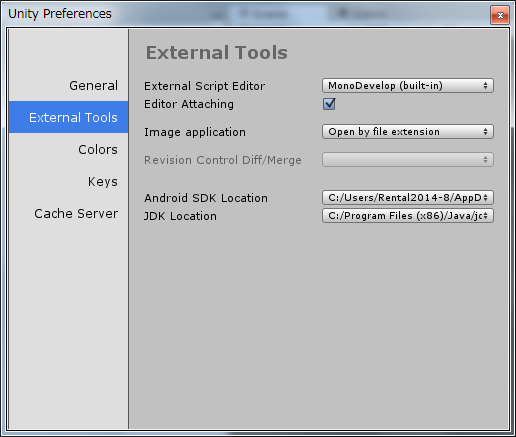 Unity Preferences
General
External Tools
Colors
Keys
Cache Server
External Tools
External Script Editor MonoDevelop (built-in)
Editor Attaching
Image application Open by file extension
Revision Control Diff/Merge
Android SDK Location C:/Users/Rental2014-8/AppD
JDK Location C:/Program Files (x86)/Java/jd